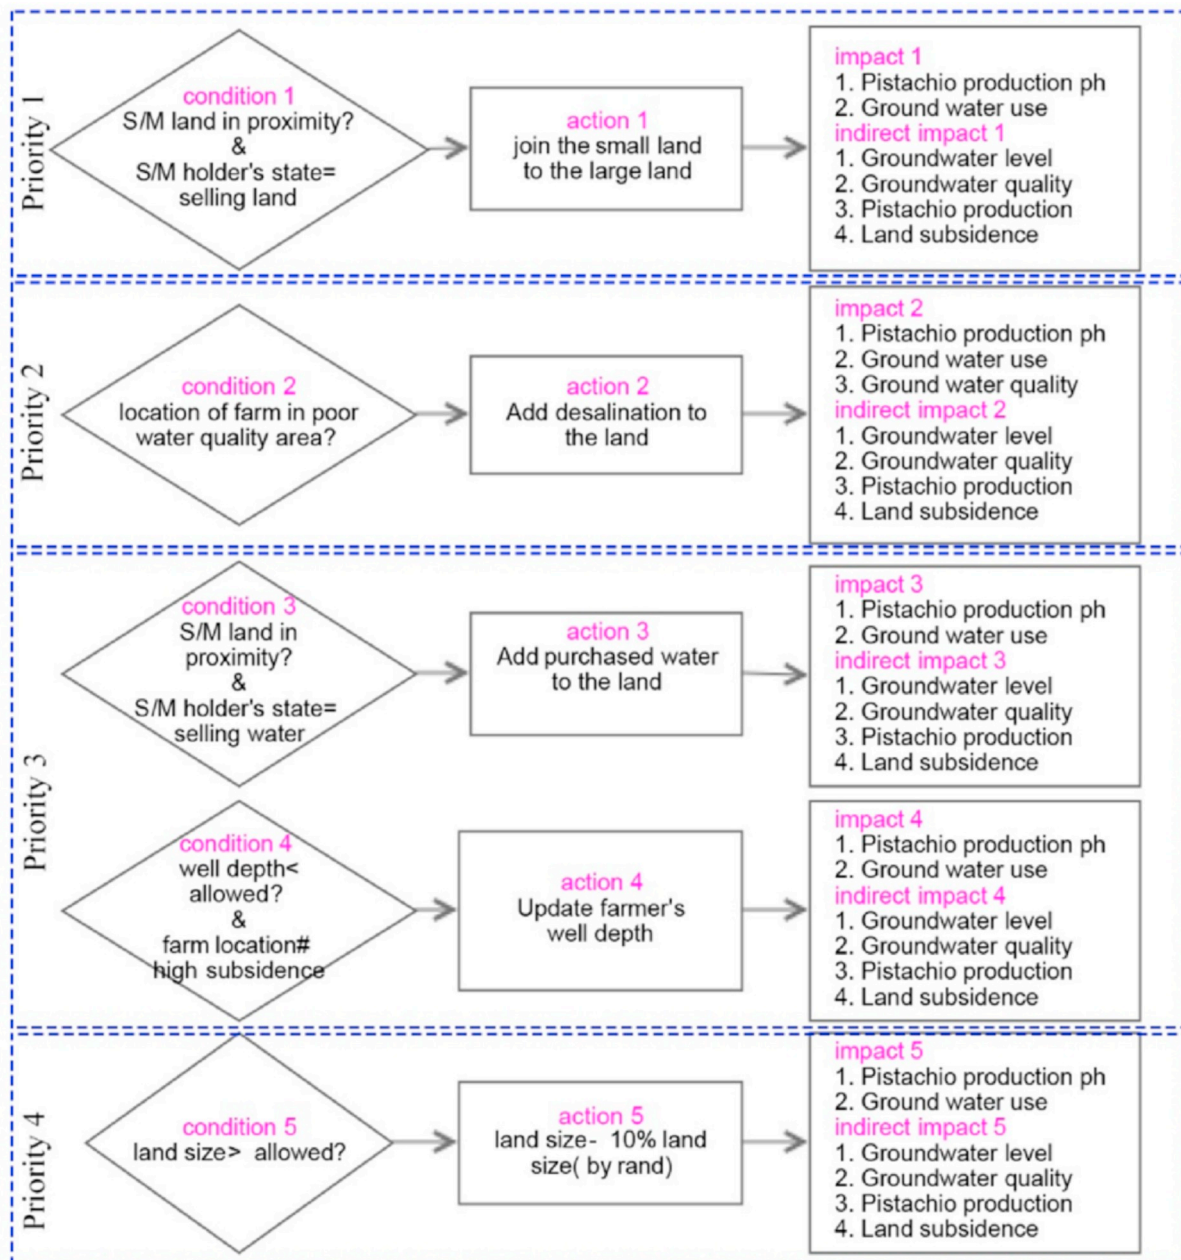 Priority 1
condition 1
S/M land in proximity?
&
S/M holder's state=
selling land
action 1
join the small land
to the large land
impact 1
1. Pistachio production ph
2. Ground water use
indirect impact 1
1. Groundwater level
2. Groundwater quality
3. Pistachio production
4. Land subsidence
Priority 2
condition 2
location of farm in poor
water quality area?
action 2
Add desalination to
the land
impact 2
1. Pistachio production ph
2. Ground water use
3. Ground water quality
indirect impact 2
1. Groundwater level
2. Groundwater quality
3. Pistachio production
4. Land subsidence
Priority 3
condition 3
S/M land in
proximity?
&
S/M holder's state=
selling water
action 3
Add purchased water
to the land
impact 3
1. Pistachio production ph
2. Ground water use
indirect impact 3
1. Groundwater level
2. Groundwater quality
3. Pistachio production
4. Land subsidence
condition 4
well depth<
allowed?
&
farm location#
high subsidence
action 4
Update farmer's
well depth
impact 4
1. Pistachio production ph
2. Ground water use
indirect impact 4
1. Groundwater level
2. Groundwater quality
3. Pistachio production
4. Land subsidence
Priority 4
condition 5
land size> allowed?
action 5
land size- 10% land
size( by rand)
impact 5
1. Pistachio production ph
2. Ground water use
indirect impact 5
1. Groundwater level
2. Groundwater quality
3. Pistachio production
4. Land subsidence